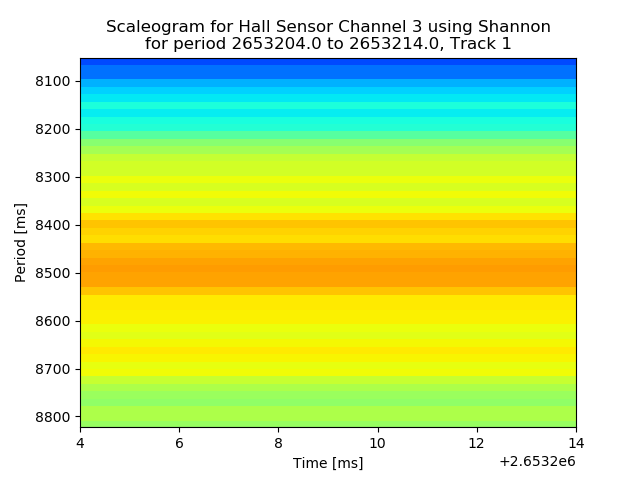 Scaleogram for Hall Sensor Channel 3 using Shannon
for period 2653204.0 to 2653214.0, Track 1
Period [ms]
8100
8200
8300
8400
8500
8600
8700
8800
4 6 8 10 12 14
Time [ms]
+2.6532e6